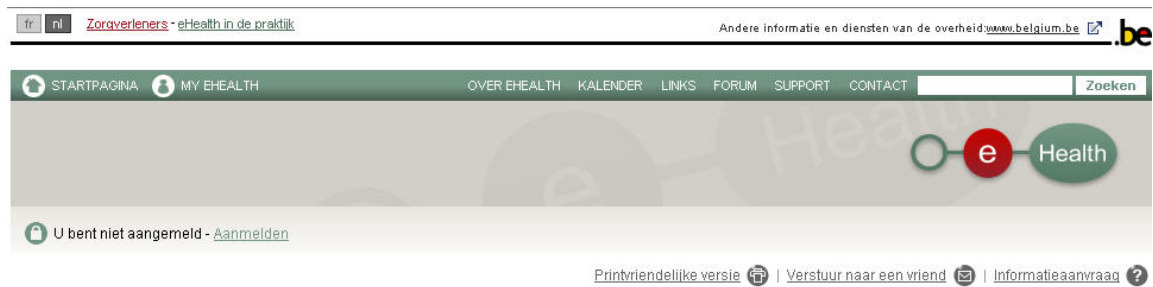 fr nl Zorgverleners - eHealth in de praktijk Andere informatie en diensten van de overheid:www.belgium.be .be
STARTPAGINA MY EHEALTH OVER EHEALTH KALENDER LINKS FORUM SUPPORT CONTACT Zoeken
e Health
e Health
U bent niet aangemeld - Aanmelden
Printvriendelijke versie | Verstuur naar een vriend | Informatieaanvraag ?